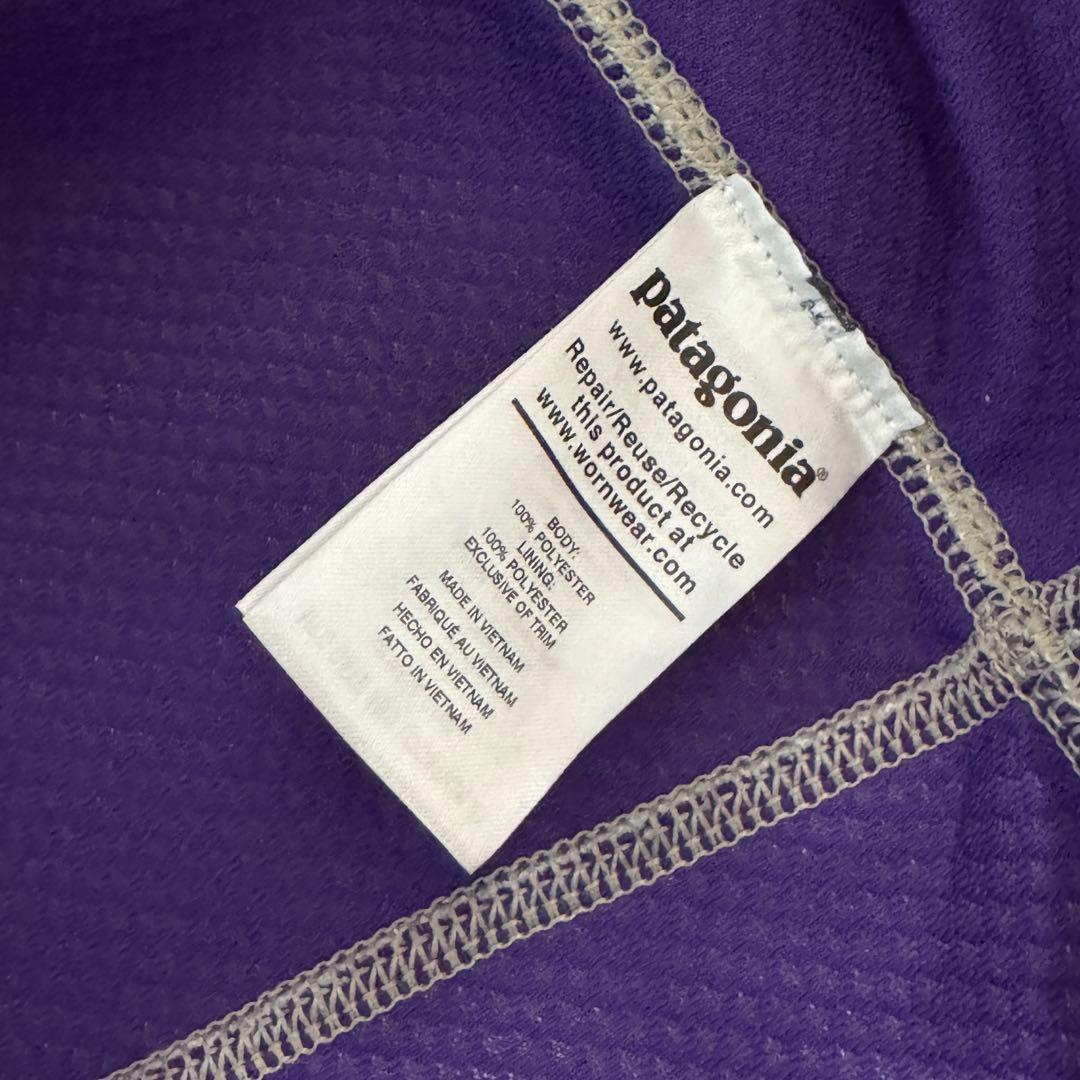 patagonia®
www.patagonia.com
Repair/Reuse/Recycle
this product at
www.wornwear.com
BODY:
100% POLYESTER
LINING:
100% POLYESTER
EXCLUSIVE OF TRIM
MADE IN VIETNAM
FABRIQUÉ AU VIETNAM
HECHO EN VIETNAM
FATTO IN VIETNAM